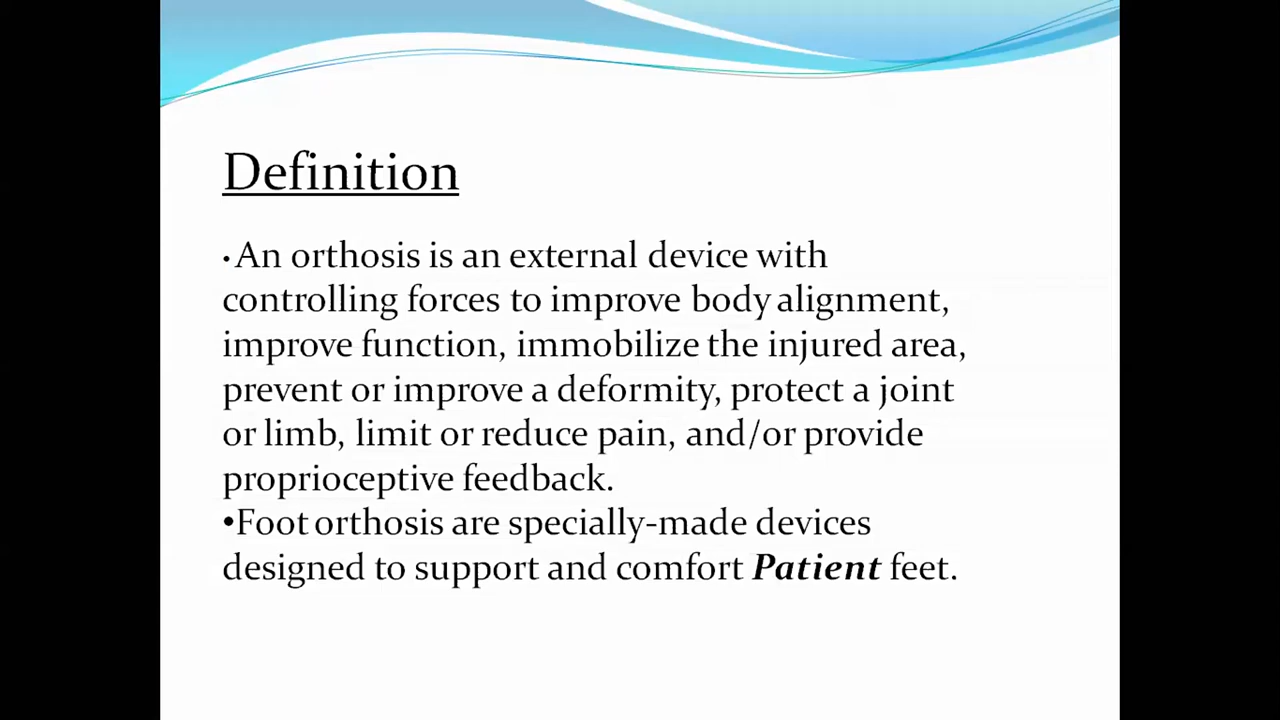 Definition
• An orthosis is an external device with
controlling forces to improve body alignment,
improve function, immobilize the injured area,
prevent or improve a deformity, protect a joint
or limb, limit or reduce pain, and/or provide
proprioceptive feedback.
•Foot orthosis are specially-made devices
designed to support and comfort Patient feet.